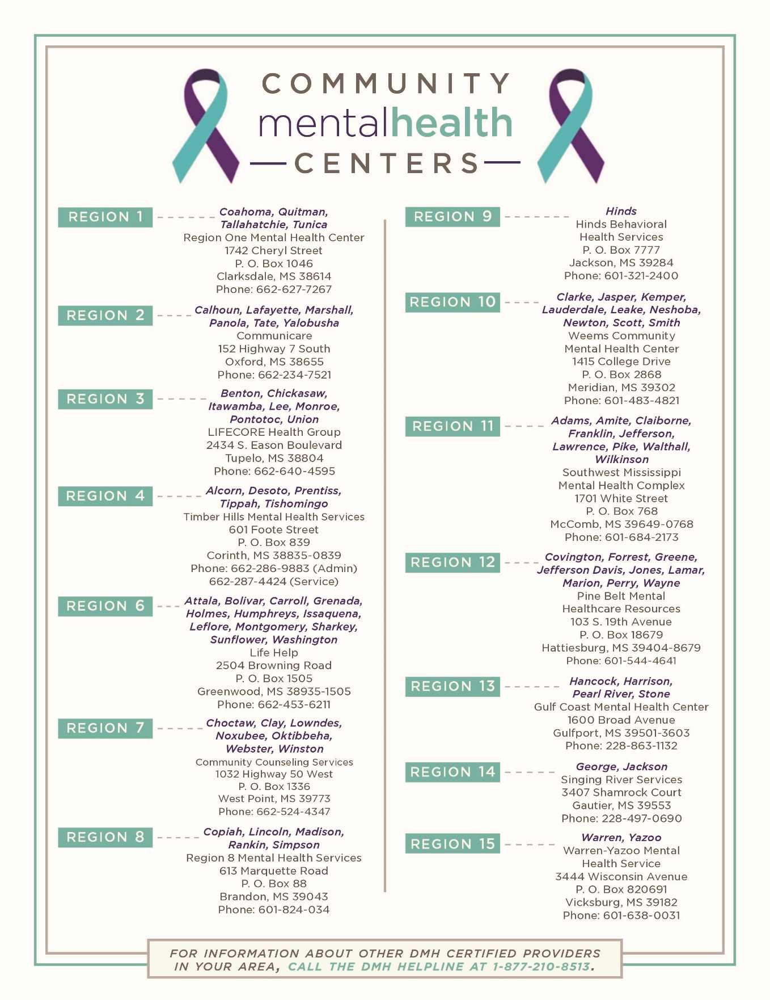 COMMUNITY
mentalhealth
CENTERS
REGION 1
Coahoma, Quitman,
Tallahatchie, Tunica
Region One Mental Health Center
1742 Cheryl Street
P. O. Box 1046
Clarksdale, MS 38614
Phone: 662-627-7267
REGION 2
Calhoun, Lafayette, Marshall,
Panola, Tate, Yalobusha
Communicare
152 Highway 7 South
Oxford, MS 38655
Phone: 662-234-7521
REGION 3
Benton, Chickasaw,
Itawamba, Lee, Monroe,
Pontotoc, Union
LIFECORE Health Group
2434 S. Eason Boulevard
Tupelo, MS 38804
Phone: 662-640-4595
REGION 4
Alcorn, Desoto, Prentiss,
Tippah, Tishomingo
Timber Hills Mental Health Services
601 Foote Street
P. O. Box 839
Corinth, MS 38835-0839
Phone: 662-286-9883 (Admin)
662-287-4424 (Service)
REGION 6
Attala, Bolivar, Carroll, Grenada,
Holmes, Humphreys, Issaquena,
Leflore, Montgomery, Sharkey,
Sunflower, Washington
Life Help
2504 Browning Road
P. O. Box 1505
Greenwood, MS 38935-1505
Phone: 662-453-6211
REGION 7
Choctaw, Clay, Lowndes,
Noxubee, Oktibbeha,
Webster, Winston
Community Counseling Services
1032 Highway 50 West
P. O. Box 1336
West Point, MS 39773
Phone: 662-524-4347
REGION 8
Copiah, Lincoln, Madison,
Rankin, Simpson
Region 8 Mental Health Services
613 Marquette Road
P. O. Box 88
Brandon, MS 39043
Phone: 601-824-034
REGION 9
Hinds
Hinds Behavioral
Health Services
P. O. Box 7777
Jackson, MS 39284
Phone: 601-321-2400
REGION 10
Clarke, Jasper, Kemper,
Lauderdale, Leake, Neshoba,
Newton, Scott, Smith
Weems Community
Mental Health Center
1415 College Drive
P. O. Box 2868
Meridian, MS 39302
Phone: 601-483-4821
REGION 11
Adams, Amite, Claiborne,
Franklin, Jefferson,
Lawrence, Pike, Walthall,
Wilkinson
Southwest Mississippi
Mental Health Complex
1701 White Street
P. O. Box 768
McComb, MS 39649-0768
Phone: 601-684-2173
REGION 12
Covington, Forrest, Greene,
Jefferson Davis, Jones, Lamar,
Marion, Perry, Wayne
Pine Belt Mental
Healthcare Resources
103 S. 19th Avenue
P. O. Box 18679
Hattiesburg, MS 39404-8679
Phone: 601-544-4641
REGION 13
Hancock, Harrison,
Pearl River, Stone
Gulf Coast Mental Health Center
1600 Broad Avenue
Gulfport, MS 39501-3603
Phone: 228-863-1132
REGION 14
George, Jackson
Singing River Services
3407 Shamrock Court
Gautier, MS 39553
Phone: 228-497-0690
REGION 15
Warren, Yazoo
Warren-Yazoo Mental
Health Service
3444 Wisconsin Avenue
P. O. Box 820691
Vicksburg, MS 39182
Phone: 601-638-0031
FOR INFORMATION ABOUT OTHER DMH CERTIFIED PROVIDERS
IN YOUR AREA, CALL THE DMH HELPLINE AT 1-877-210-8513.